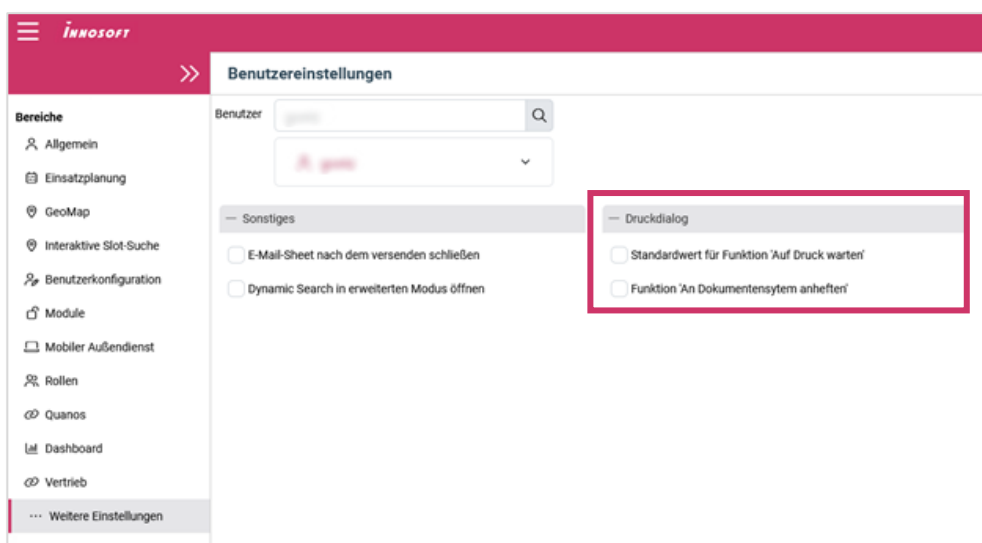 INNOSOFT
Benutzereinstellungen
Bereiche
Allgemein
Einsatzplanung
GeoMap
Interaktive Slot-Suche
Benutzerkonfiguration
Module
Mobiler Außendienst
Rollen
Quanos
Dashboard
Vertrieb
Weitere Einstellungen
Benutzer
Sonstiges
E-Mail-Sheet nach dem versenden schließen
Dynamic Search in erweiterten Modus öffnen
Druckdialog
Standardwert für Funktion 'Auf Druck warten'
Funktion 'An Dokumentensytem anheften'